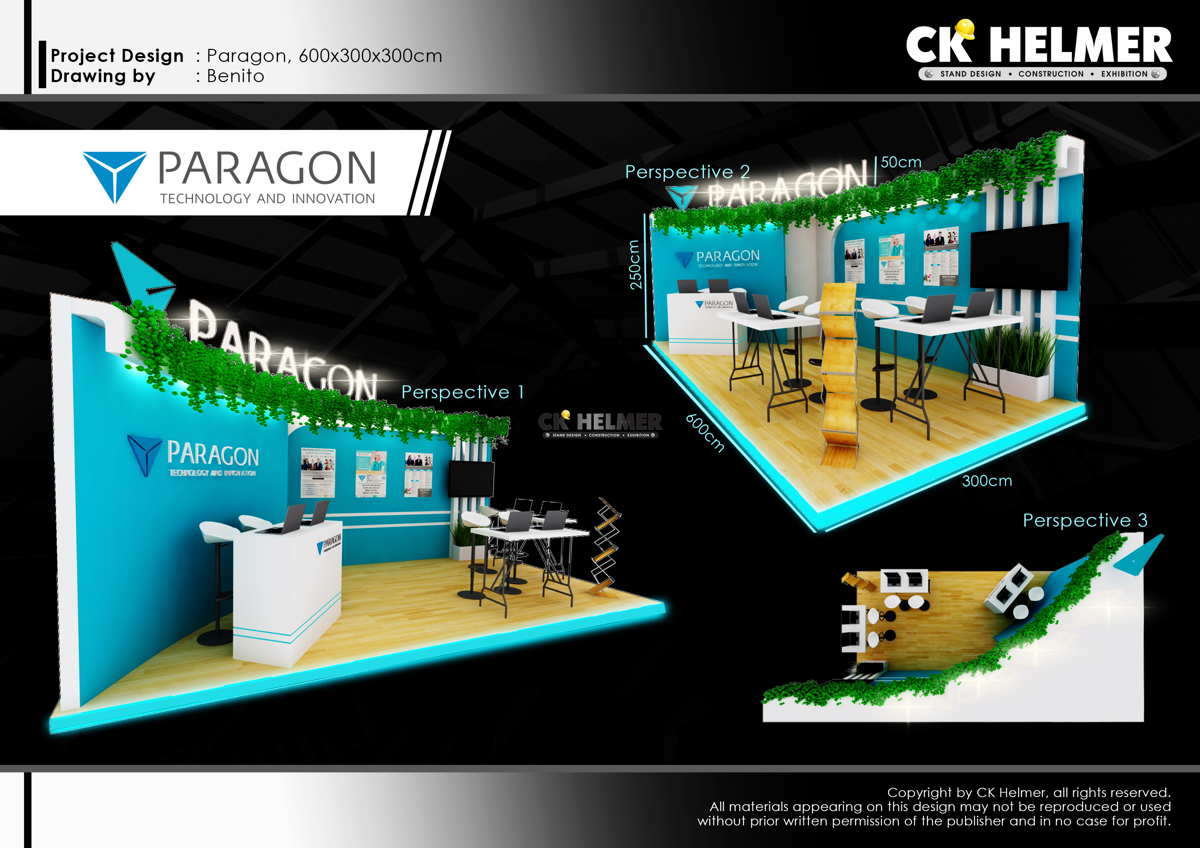 Project Design : Paragon, 600x300x300cm
Drawing by : Benito
CK HELMER
STAND DESIGN • CONSTRUCTION • EXHIBITION
PARAGON
TECHNOLOGY AND INNOVATION
Perspective 2
50cm
PARAGON
250cm
PARAGON
TECHNOLOGY AND INNOVATION
PARAGON
600cm
300cm
PARAGON
Perspective 1
PARAGON
TECHNOLOGY AND INNOVATION
PARAGON
CK HELMER
STAND DESIGN • CONSTRUCTION • EXHIBITION
Perspective 3
Copyright by CK Helmer, all rights reserved.
All materials appearing on this design may not be reproduced or used
without prior written permission of the publisher and in no case for profit.